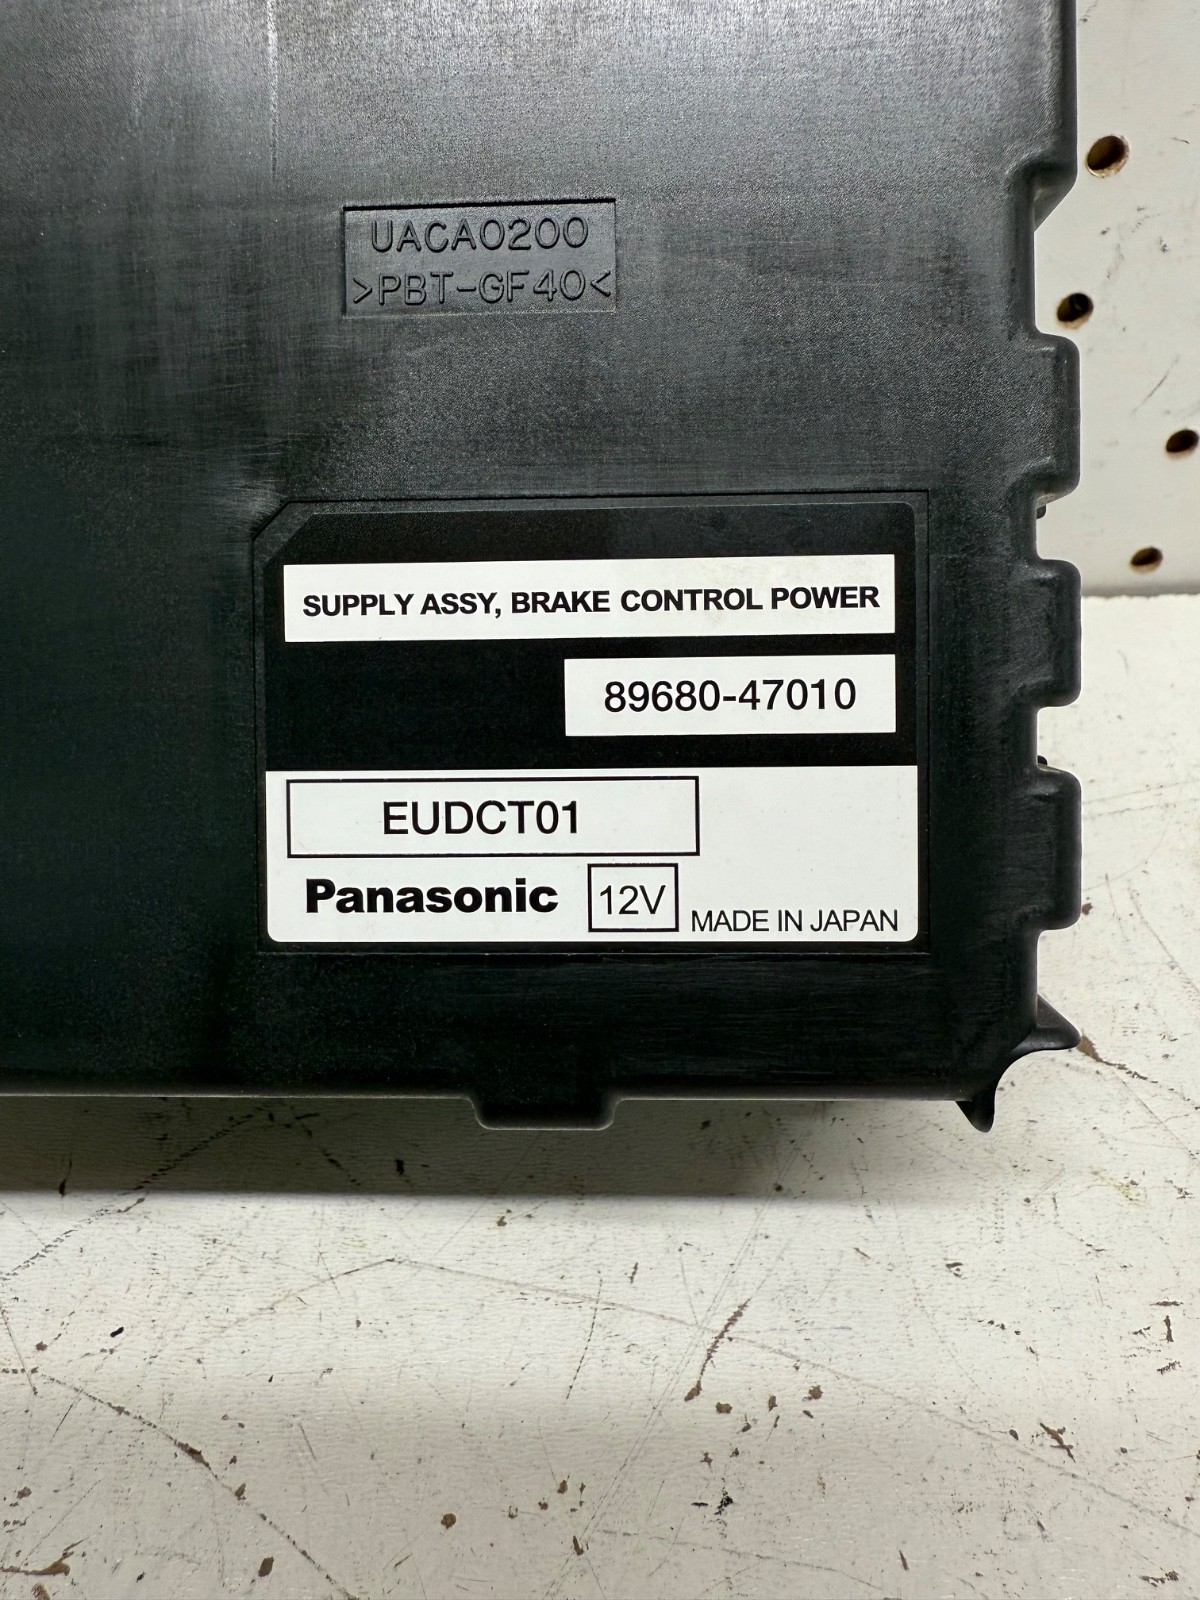 UACA0200
>PBT-GF40<
SUPPLY ASSY, BRAKE CONTROL POWER
89680-47010
EUDCT01
Panasonic 12V MADE IN JAPAN